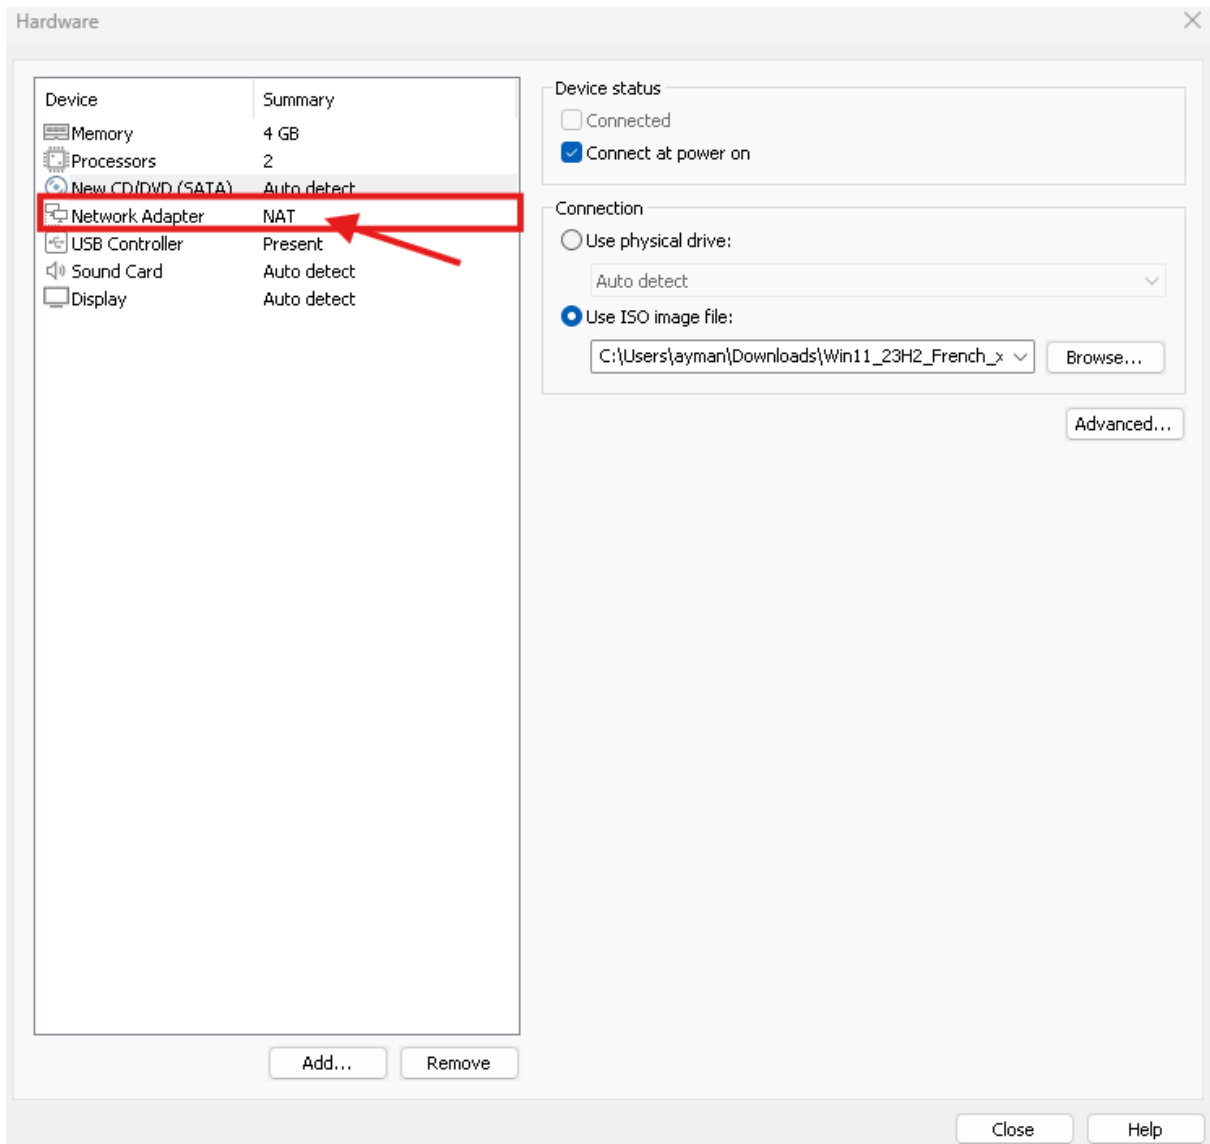 Hardware
Device Summary
Memory 4 GB
Processors 2
New CD/DVD (SATA) Auto detect
Network Adapter NAT
USB Controller Present
Sound Card Auto detect
Display Auto detect
Add... Remove
Device status
Connected
Connect at power on
Connection
Use physical drive:
Auto detect
Use ISO image file:
C:\Users\ayman\Downloads\Win11_23H2_French_x Browse...
Advanced...
Close Help